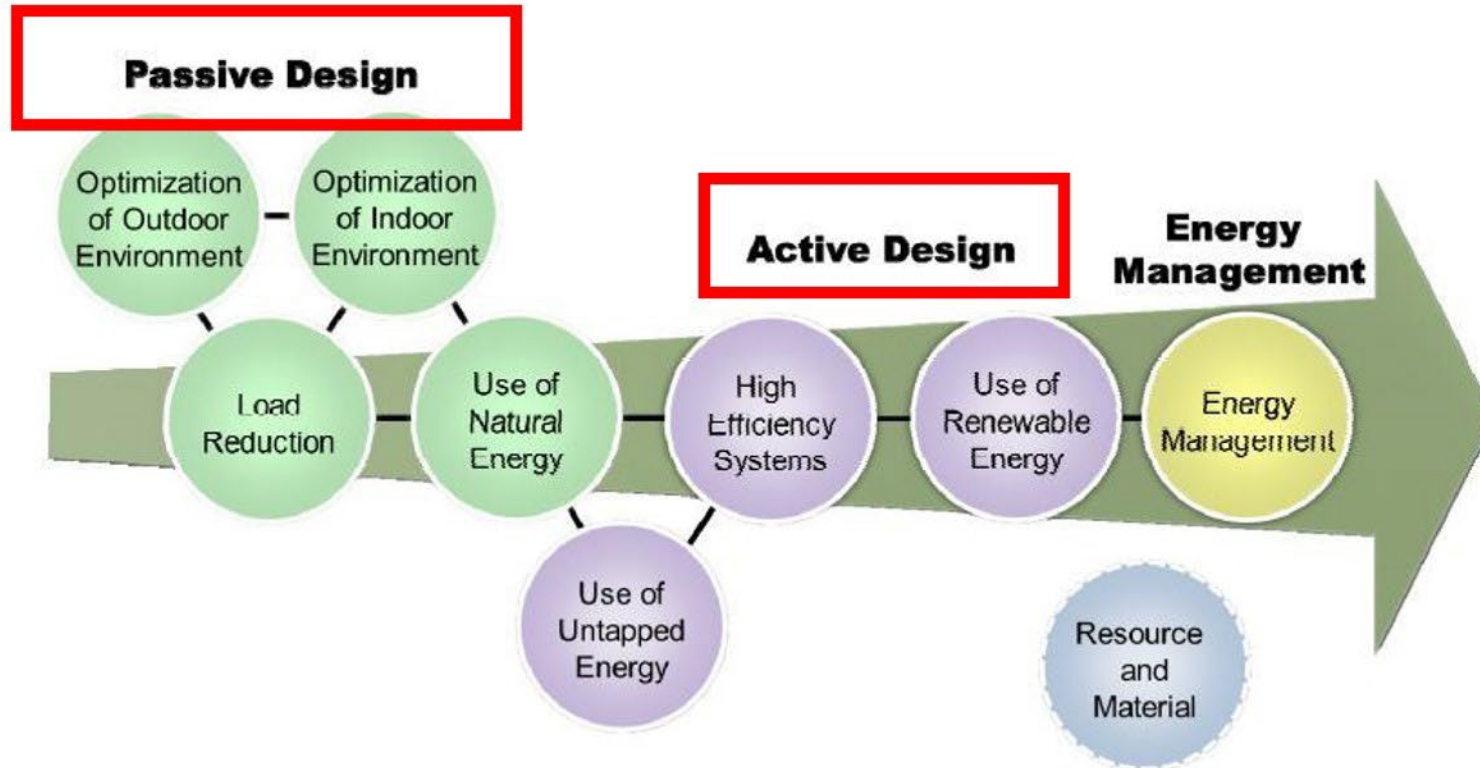 Passive Design
Optimization
of Outdoor
Environment
Optimization
of Indoor
Environment
Active Design
Energy
Management
Load
Reduction
Use of
Natural
Energy
High
Efficiency
Systems
Use of
Renewable
Energy
Energy
Management
Use of
Untapped
Energy
Resource
and
Material